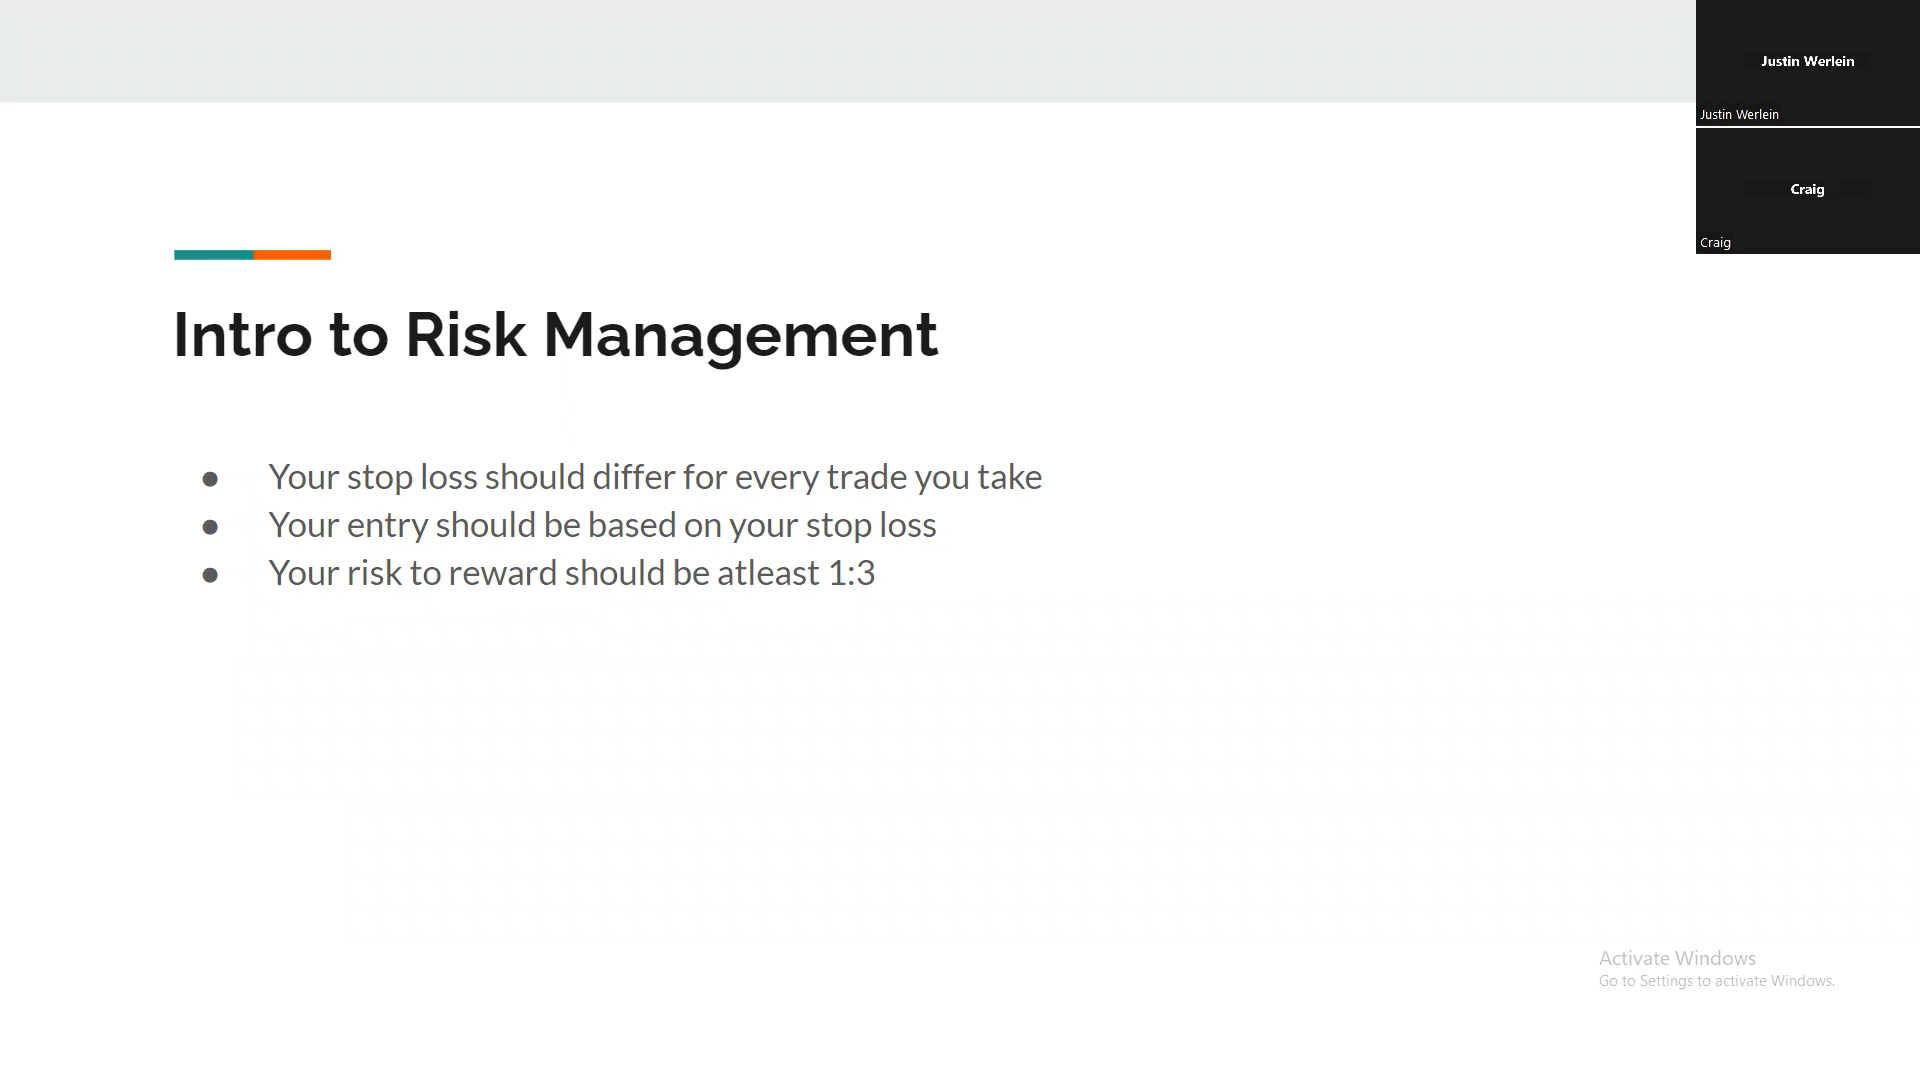 Justin Werlein
Justin Werlein
Craig
Craig
Intro to Risk Management
● Your stop loss should differ for every trade you take
● Your entry should be based on your stop loss
● Your risk to reward should be atleast 1:3
Activate Windows
Go to Settings to activate Windows.